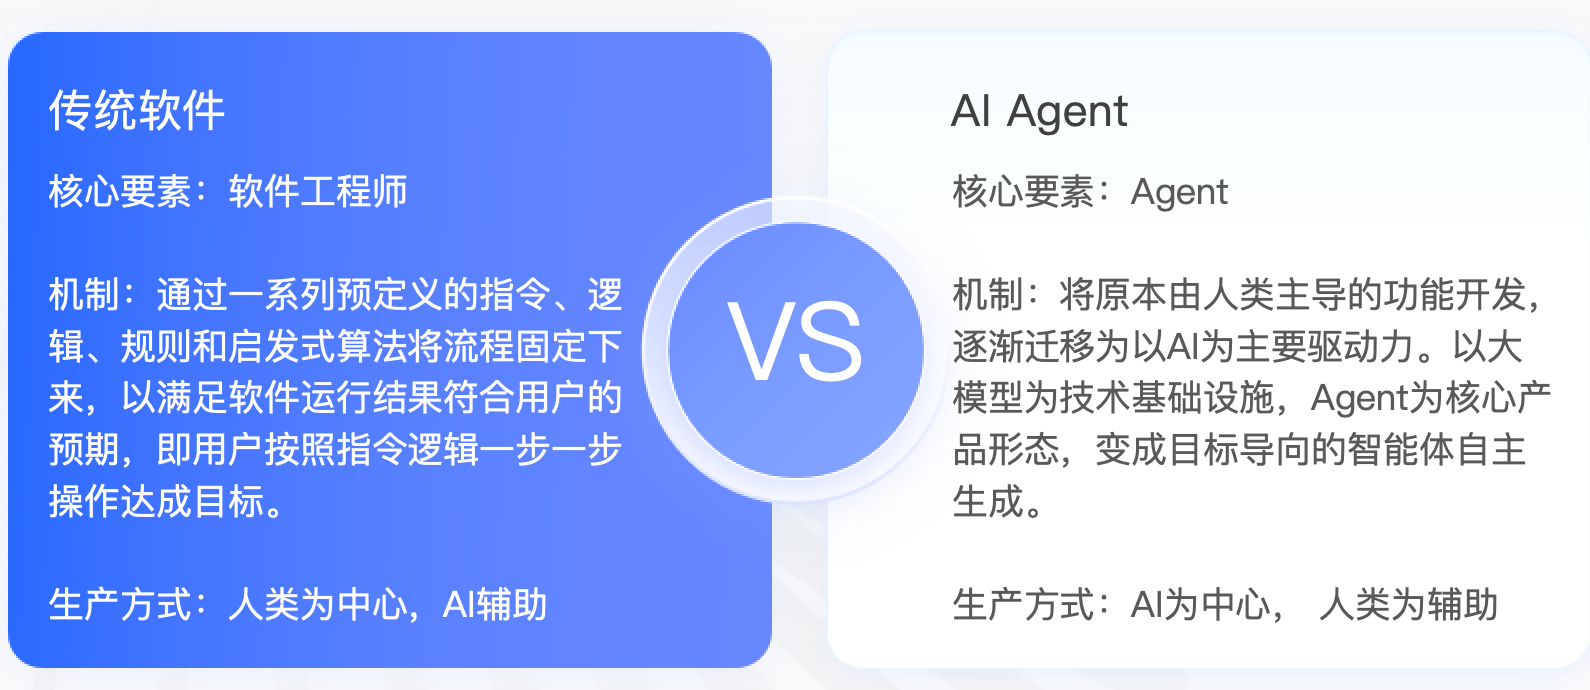 传统软件
核心要素：软件工程师
机制：通过一系列预定义的指令、逻
辑、规则和启发式算法将流程固定下
来，以满足软件运行结果符合用户的
预期，即用户按照指令逻辑一步一步
操作达成目标。
生产方式：人类为中心，AI辅助
VS
AI Agent
核心要素：Agent
机制：将原本由人类主导的功能开发，
逐渐迁移为以AI为主要驱动力。以大
模型为技术基础设施，Agent为核心产
品形态，变成目标导向的智能体自主
生成。
生产方式：AI为中心， 人类为辅助